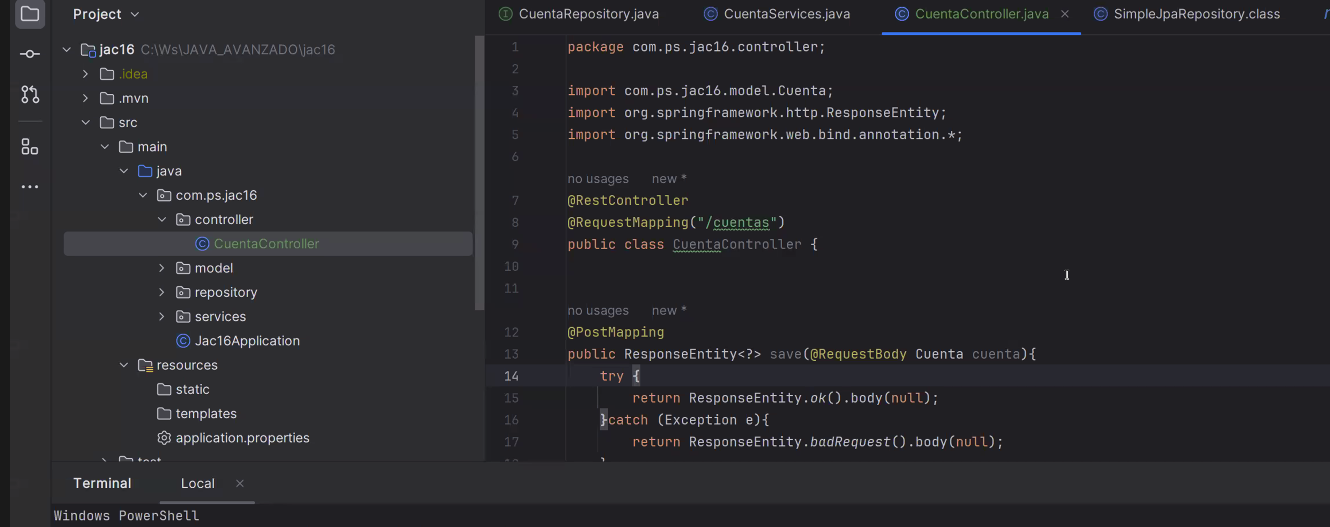 Project
CuentaRepository.java
CuentaServices.java
CuentaController.java
SimpleJpaRepository.class
jac16 C:\Ws\JAVA_AVANZADO\jac16
.idea
.mvn
src
main
java
com.ps.jac16
controller
CuentaController
model
repository
services
Jac16Application
resources
static
templates
application.properties
1 package com.ps.jac16.controller;
2
3 import com.ps.jac16.model.Cuenta;
4 import org.springframework.http.ResponseEntity;
5 import org.springframework.web.bind.annotation.*;
6
no usages new *
7 @RestController
8 @RequestMapping("/cuentas")
9 public class CuentaController {
10
11
no usages new *
12 @PostMapping
13 public ResponseEntity<?> save(@RequestBody Cuenta cuenta){
14 try {
15 return ResponseEntity.ok().body(null);
16 }catch (Exception e){
17 return ResponseEntity.badRequest().body(null);
Terminal
Local
Windows PowerShell